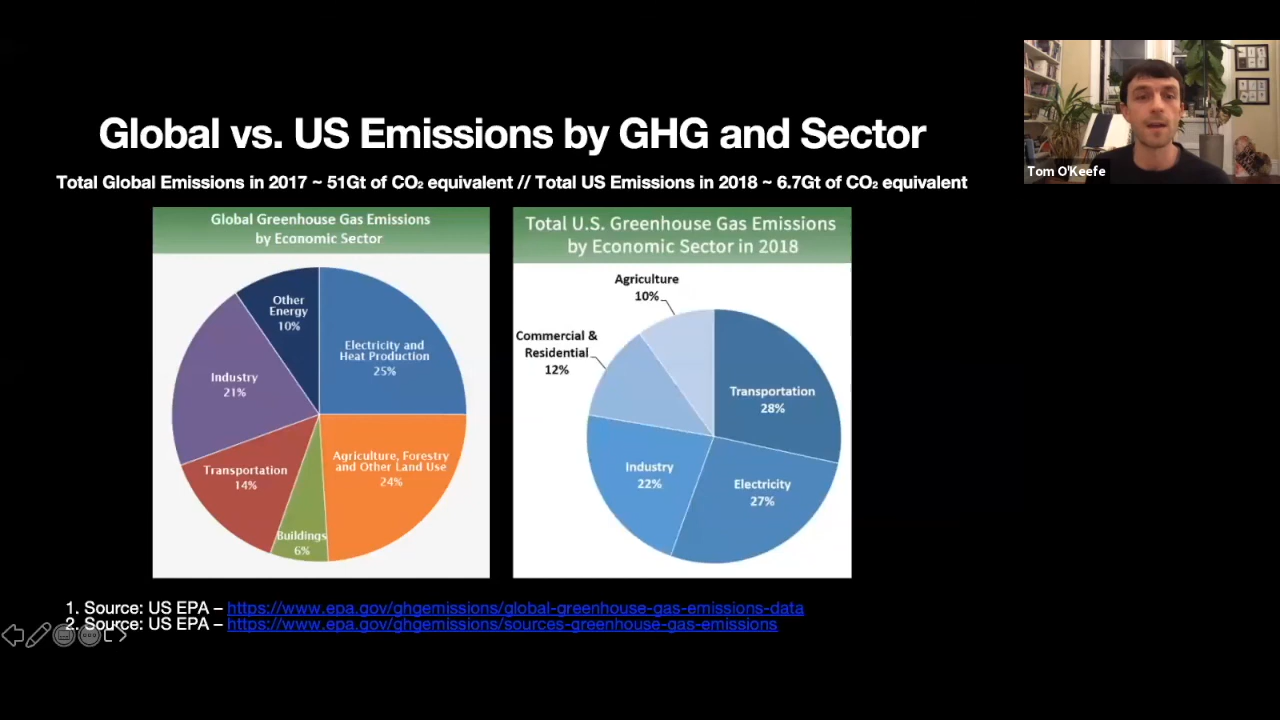 Global vs. US Emissions by GHG and Sector
Total Global Emissions in 2017 ~ 51Gt of CO₂ equivalent // Total US Emissions in 2018 ~ 6.7Gt of CO₂ equivalent
Tom O'Keefe
Global Greenhouse Gas Emissions
by Economic Sector
Other
Energy
10%
Electricity and
Heat Production
25%
Industry
21%
Agriculture, Forestry
and Other Land Use
24%
Transportation
14%
Buildings
6%
Total U.S. Greenhouse Gas Emissions
by Economic Sector in 2018
Agriculture
10%
Commercial &
Residential
12%
Transportation
28%
Industry
22%
Electricity
27%
1. Source: US EPA – https://www.epa.gov/ghgemissions/global-greenhouse-gas-emissions-data
2. Source: US EPA – https://www.epa.gov/ghgemissions/sources-greenhouse-gas-emissions